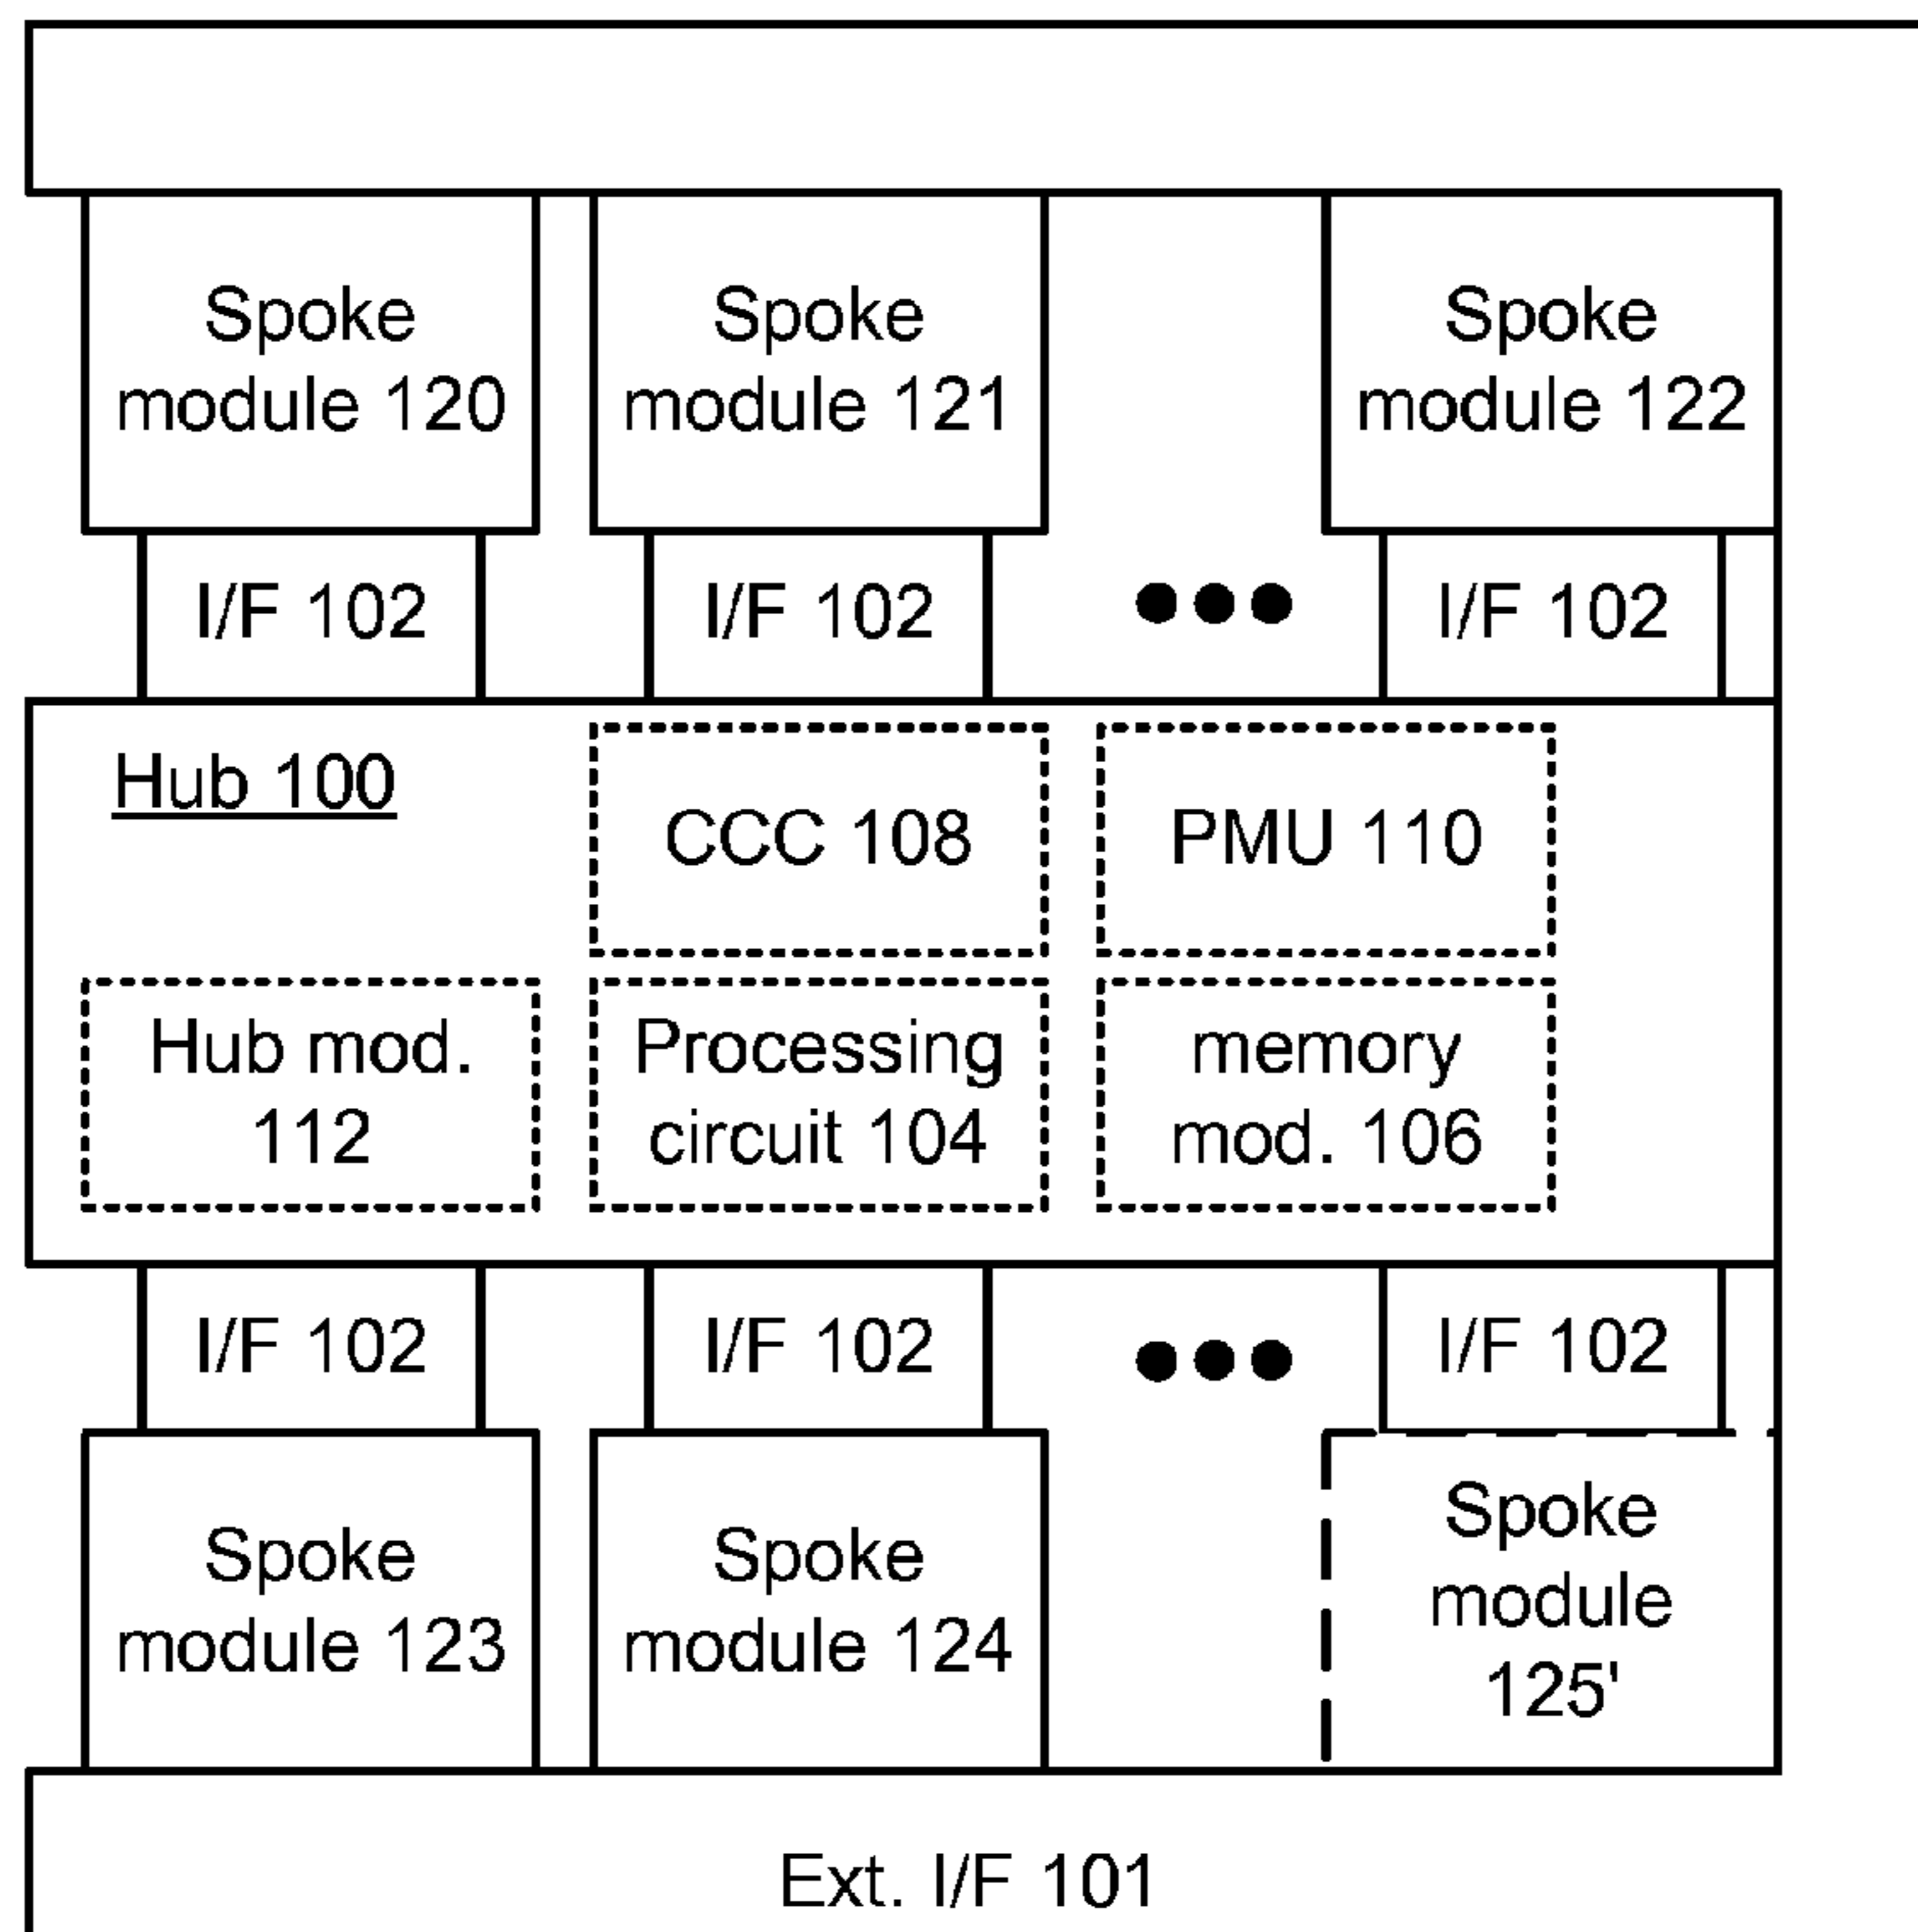 Spoke
module 120
Spoke
module 121
Spoke
module 122
I/F 102
I/F 102
I/F 102
Hub 100
CCC 108
PMU 110
Hub mod.
112
Processing
circuit 104
memory
mod. 106
I/F 102
I/F 102
I/F 102
Spoke
module 123
Spoke
module 124
Spoke
module
125'
Ext. I/F 101